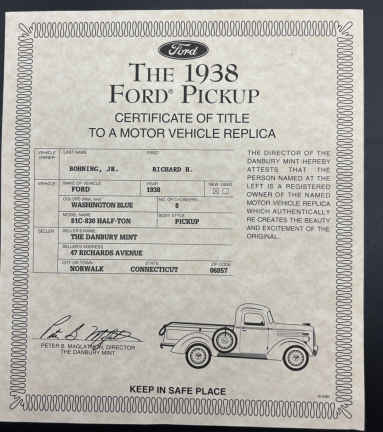 Ford
THE 1938
FORD® PICKUP
CERTIFICATE OF TITLE
TO A MOTOR VEHICLE REPLICA
VEHICLE OWNER LAST NAME FIRST
BOHNING, JR. RICHARD H.
VEHICLE MAKE OF VEHICLE YEAR NEW USED
FORD 1938 ☒ ☐
COLORS NO. OF CYLINDERS
WASHINGTON BLUE 8
MODEL NAME BODY STYLE
81C-830 HALF-TON PICKUP
SELLER SELLER'S NAME
THE DANBURY MINT
SELLER'S ADDRESS
47 RICHARDS AVENUE
CITY OR TOWN STATE ZIP CODE
NORWALK CONNECTICUT 06857
THE DIRECTOR OF THE
DANBURY MINT HEREBY
ATTESTS THAT THE
PERSON NAMED AT THE
LEFT IS A REGISTERED
OWNER OF THE NAMED
MOTOR VEHICLE REPLICA
WHICH AUTHENTICALLY
RE-CREATES THE BEAUTY
AND EXCITEMENT OF THE
ORIGINAL.
PETER B. DIRECTOR
THE DANBURY MINT
KEEP IN SAFE PLACE